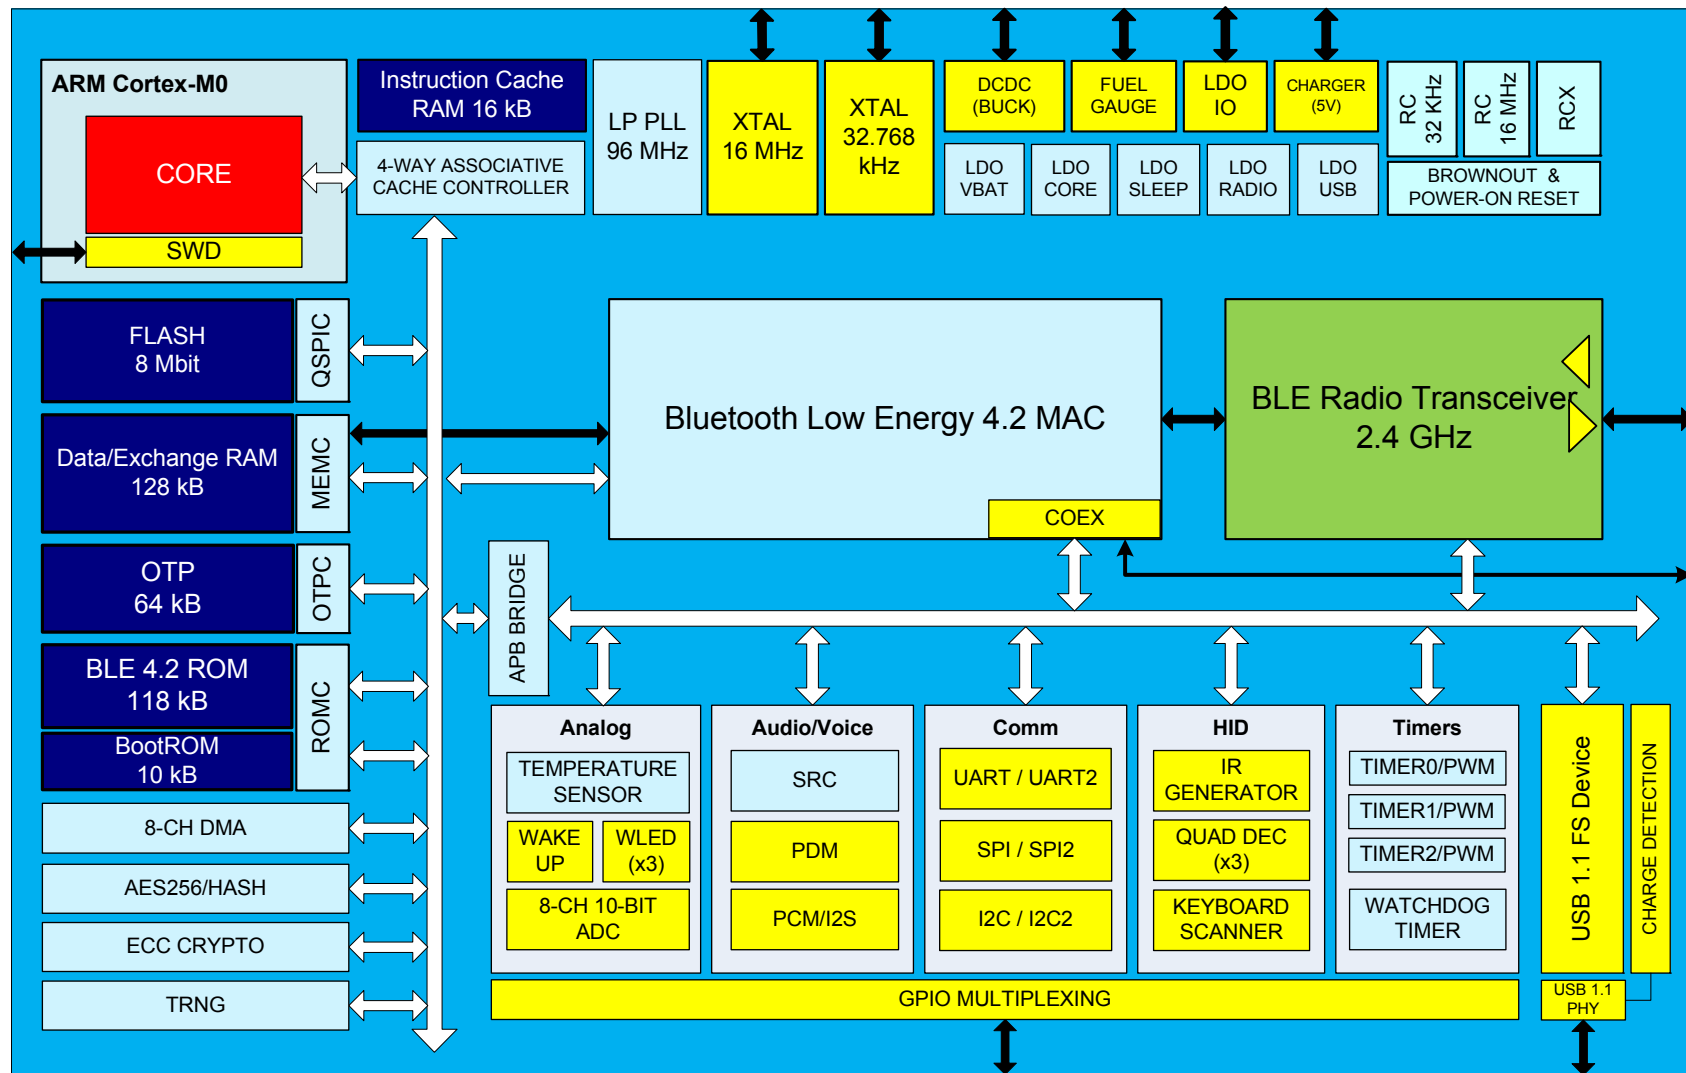 ARM Cortex-M0
CORE
SWD
Instruction Cache
RAM 16 kB
4-WAY ASSOCIATIVE
CACHE CONTROLLER
LP PLL
96 MHz
XTAL
16 MHz
XTAL
32.768
kHz
DCDC
(BUCK)
FUEL
GAUGE
LDO
IO
CHARGER
(5V)
LDO
VBAT
LDO
CORE
LDO
SLEEP
LDO
RADIO
LDO
USB
RC
32 KHz
RC
16 MHz
RCX
BROWNOUT &
POWER-ON RESET
FLASH
8 Mbit
QSPIC
Data/Exchange RAM
128 kB
MEMC
OTP
64 kB
OTPC
BLE 4.2 ROM
118 kB
BootROM
10 kB
ROMC
8-CH DMA
AES256/HASH
ECC CRYPTO
TRNG
Bluetooth Low Energy 4.2 MAC
COEX
BLE Radio Transceiver
2.4 GHz
APB BRIDGE
Analog
TEMPERATURE
SENSOR
WAKE
UP
WLED
(x3)
8-CH 10-BIT
ADC
Audio/Voice
SRC
PDM
PCM/I2S
Comm
UART / UART2
SPI / SPI2
I2C / I2C2
HID
IR
GENERATOR
QUAD DEC
(x3)
KEYBOARD
SCANNER
Timers
TIMER0/PWM
TIMER1/PWM
TIMER2/PWM
WATCHDOG
TIMER
USB 1.1 FS Device
CHARGE DETECTION
USB 1.1
PHY
GPIO MULTIPLEXING